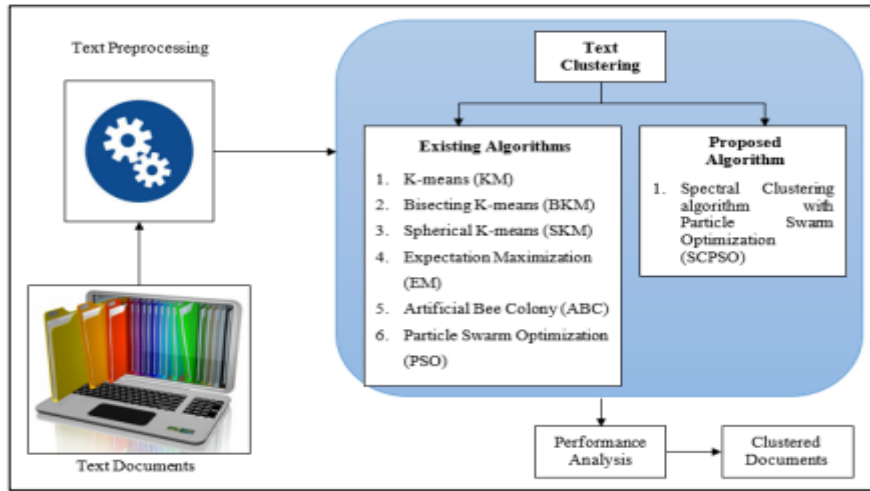 Text Preprocessing
Text Documents
Text
Clustering
Existing Algorithms
1. K-means (KM)
2. Bisecting K-means (BKM)
3. Spherical K-means (SKM)
4. Expectation Maximization
(EM)
5. Artificial Bee Colony (ABC)
6. Particle Swarm Optimization
(PSO)
Proposed
Algorithm
1. Spectral Clustering
algorithm with
Particle Swarm
Optimization
(SCPSO)
Performance
Analysis
Clustered
Documents